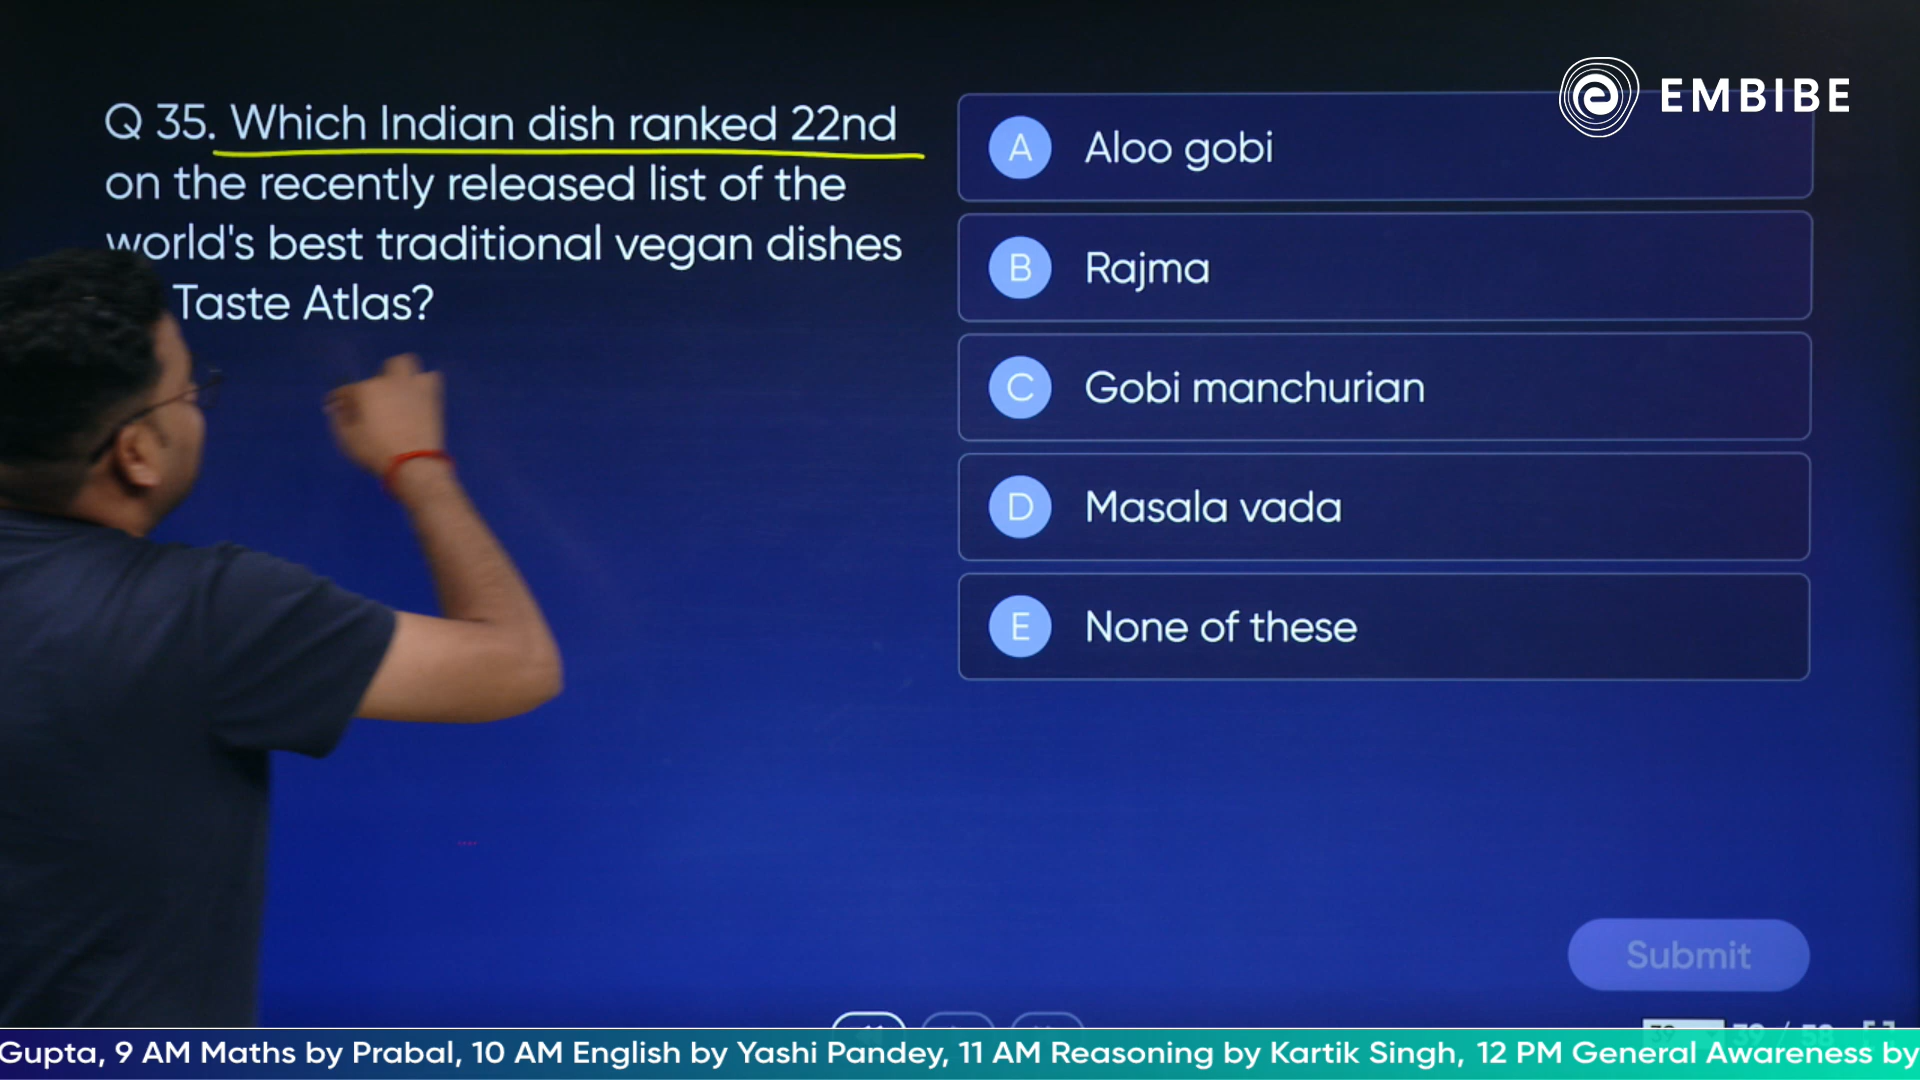 EMBIBE
Q 35. Which Indian dish ranked 22nd
on the recently released list of the
world's best traditional vegan dishes
Taste Atlas?
A Aloo gobi
B Rajma
C Gobi manchurian
D Masala vada
E None of these
Submit
39 / 58
Gupta, 9 AM Maths by Prabal, 10 AM English by Yashi Pandey, 11 AM Reasoning by Kartik Singh, 12 PM General Awareness by